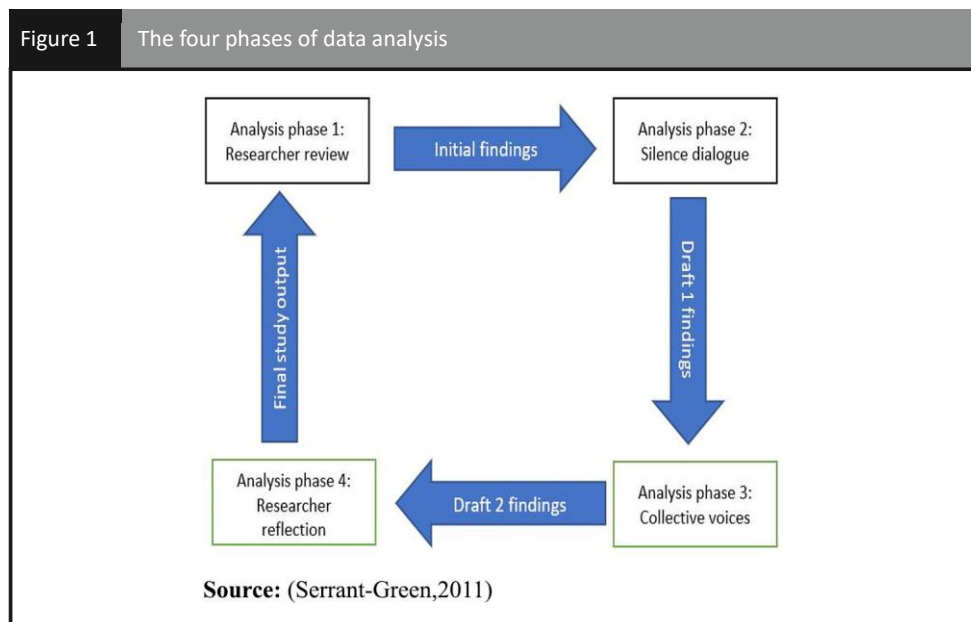 Figure 1 The four phases of data analysis
Analysis phase 1:
Researcher review
Initial findings
Analysis phase 2:
Silence dialogue
Draft 1 findings
Analysis phase 3:
Collective voices
Draft 2 findings
Analysis phase 4:
Researcher
reflection
Final study output
Source: (Serrant-Green,2011)